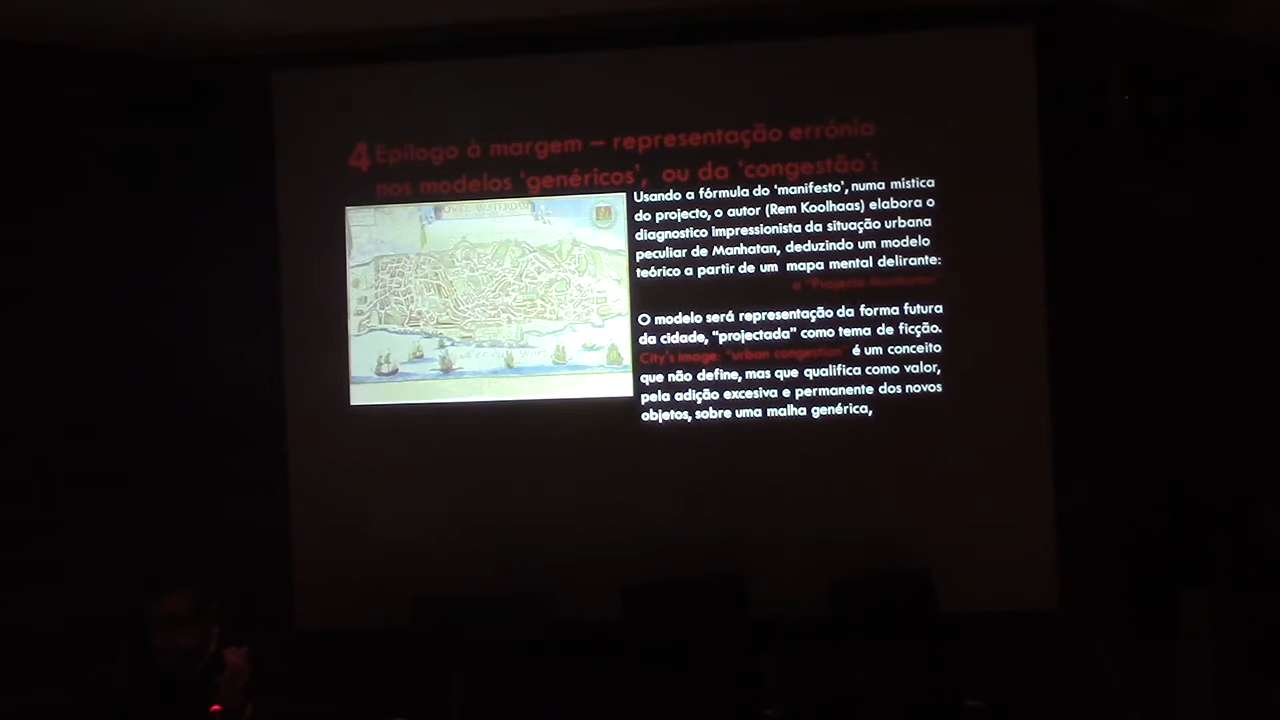 4 Epílogo à margem – representação errónia
nos modelos 'genéricos', ou da 'congestão':
Usando a fórmula do 'manifesto', numa mística
do projecto, o autor (Rem Koolhaas) elabora o
diagnostico impressionista da situação urbana
peculiar de Manhatan, deduzindo um modelo
teórico a partir de um mapa mental delirante:
o "Projecto Manhattan"
O modelo será representação da forma futura
da cidade, "projectada" como tema de ficção.
City's image: "urban congestion" é um conceito
que não define, mas que qualifica como valor,
pela adição excessiva e permanente dos novos
objetos, sobre uma malha genérica,